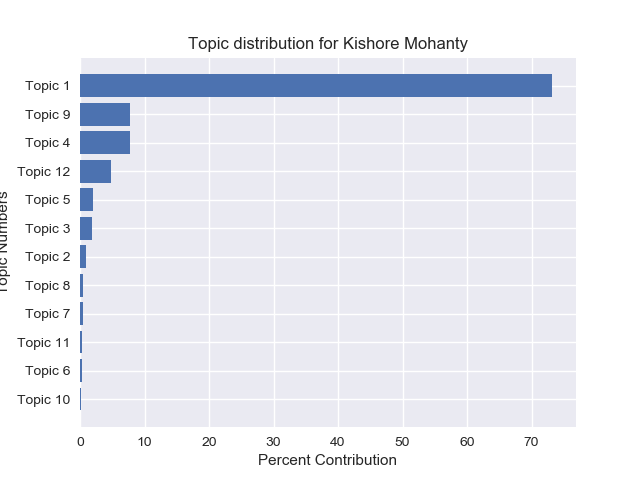 Topic distribution for Kishore Mohanty
Topic 1
Topic 9
Topic 4
Topic 12
Topic 5
Topic 3
Topic 2
Topic 8
Topic 7
Topic 11
Topic 6
Topic 10
Topic Numbers
0 10 20 30 40 50 60 70
Percent Contribution